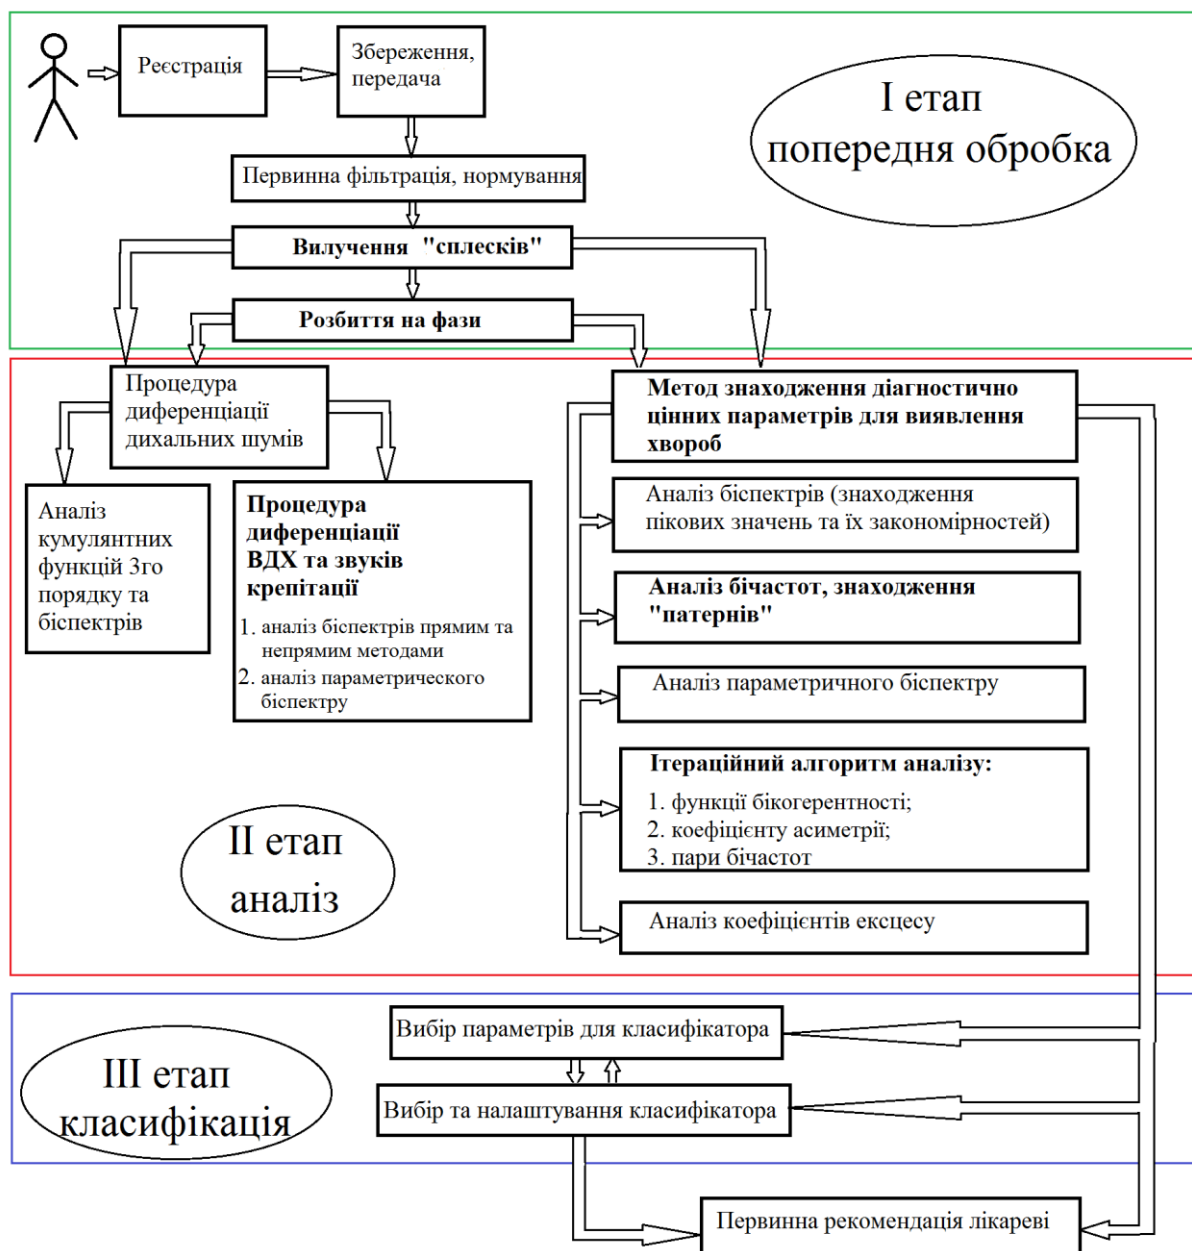 Реєстрація
Збереження,
передача
І етап
попередня обробка
Первинна фільтрація, нормування
Вилучення "сплесків"
Розбиття на фази
Процедура
диференціації
дихальних шумів
Аналіз
кумулянтних
функцій 3го
порядку та
біспектрів
Процедура
диференціації
ВДХ та звуків
крепітації
1. аналіз біспектрів прямим та
непрямим методами
2. аналіз параметрического
біспектру
Метод знаходження діагностично
цінних параметрів для виявлення
хвороб
Аналіз біспектрів (знаходження
пікових значень та їх закономірностей)
Аналіз бічастот, знаходження
"патернів"
Аналіз параметричного біспектру
Ітераційний алгоритм аналізу:
1. функції бікогерентності;
2. коефіцієнту асиметрії;
3. пари бічастот
Аналіз коефіцієнтів ексцесу
ІІ етап
аналіз
ІІІ етап
класифікація
Вибір параметрів для класифікатора
Вибір та налаштування класифікатора
Первинна рекомендація лікареві